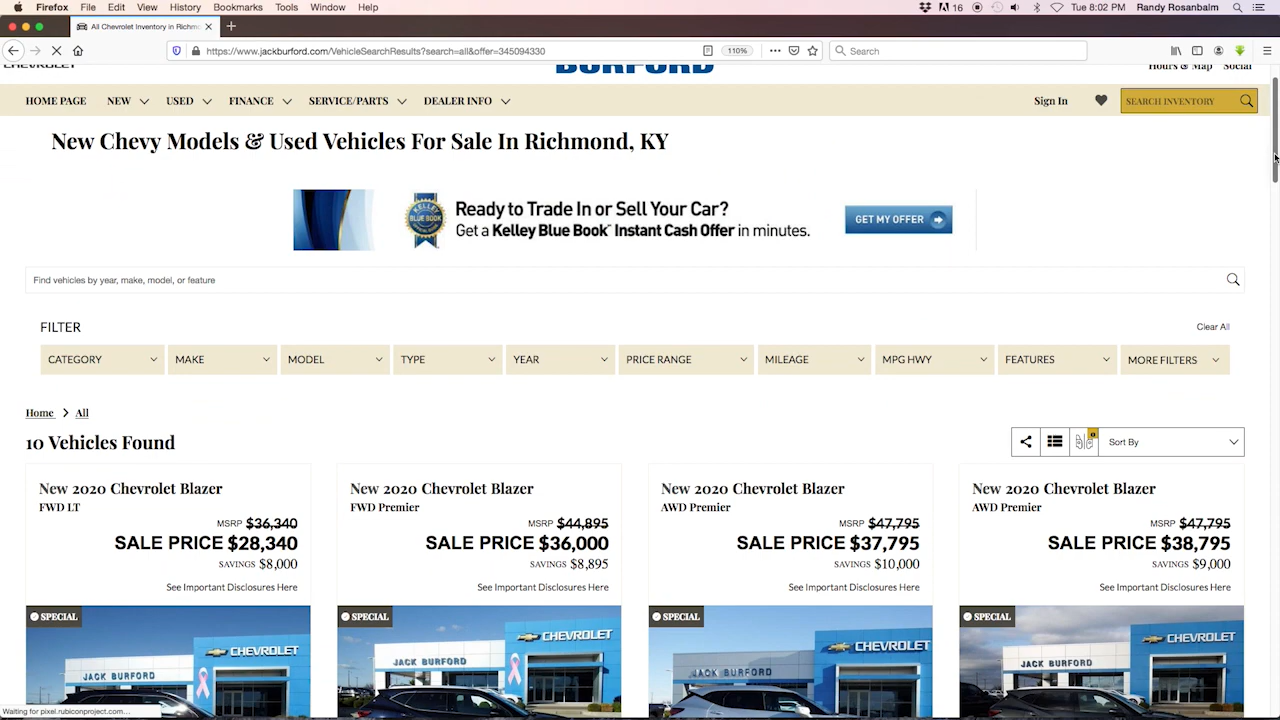 Firefox File Edit View History Bookmarks Tools Window Help 16 Tue 8:02 PM Randy Rosanbalm
All Chevrolet Inventory in Richmo
https://www.jackburford.com/VehicleSearchResults?search=all&offer=345094330 110% Search
CHEVROLET BURFORD Hours & Map Social
HOME PAGE NEW USED FINANCE SERVICE/PARTS DEALER INFO Sign In SEARCH INVENTORY
New Chevy Models & Used Vehicles For Sale In Richmond, KY
KELLEY BLUE BOOK
Ready to Trade In or Sell Your Car?
Get a Kelley Blue Book Instant Cash Offer in minutes.
GET MY OFFER
Find vehicles by year, make, model, or feature
FILTER Clear All
CATEGORY MAKE MODEL TYPE YEAR PRICE RANGE MILEAGE MPG HWY FEATURES MORE FILTERS
Home All
10 Vehicles Found Sort By
New 2020 Chevrolet Blazer New 2020 Chevrolet Blazer New 2020 Chevrolet Blazer New 2020 Chevrolet Blazer
FWD LT FWD Premier AWD Premier AWD Premier
MSRP $36,340 MSRP $44,895 MSRP $47,795 MSRP $47,795
SALE PRICE $28,340 SALE PRICE $36,000 SALE PRICE $37,795 SALE PRICE $38,795
SAVINGS $8,000 SAVINGS $8,895 SAVINGS $10,000 SAVINGS $9,000
See Important Disclosures Here See Important Disclosures Here See Important Disclosures Here See Important Disclosures Here
SPECIAL SPECIAL SPECIAL SPECIAL
CHEVROLET CHEVROLET CHEVROLET CHEVROLET
JACK BURFORD JACK BURFORD JACK BURFORD JACK BURFORD
Waiting for pixel.rubiconproject.com...